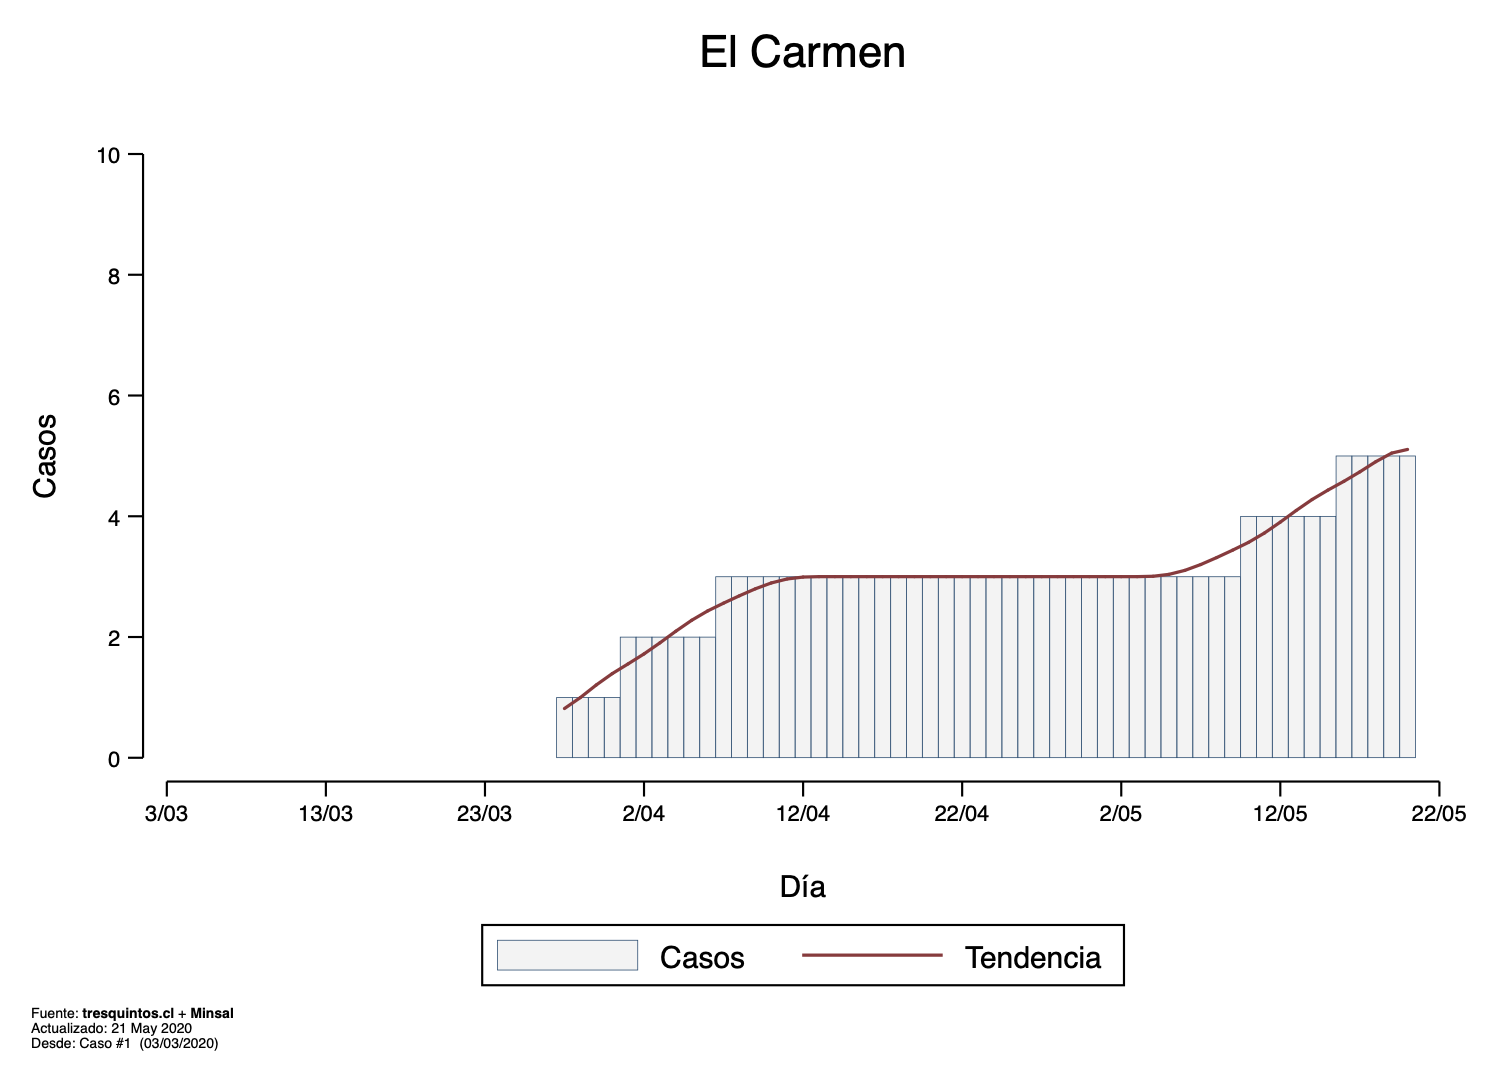 El Carmen
10
8
6
4
2
0
Casos
3/03 13/03 23/03 2/04 12/04 22/04 2/05 12/05 22/05
Día
Casos Tendencia
Fuente: tresquintos.cl + Minsal
Actualizado: 21 May 2020
Desde: Caso #1 (03/03/2020)